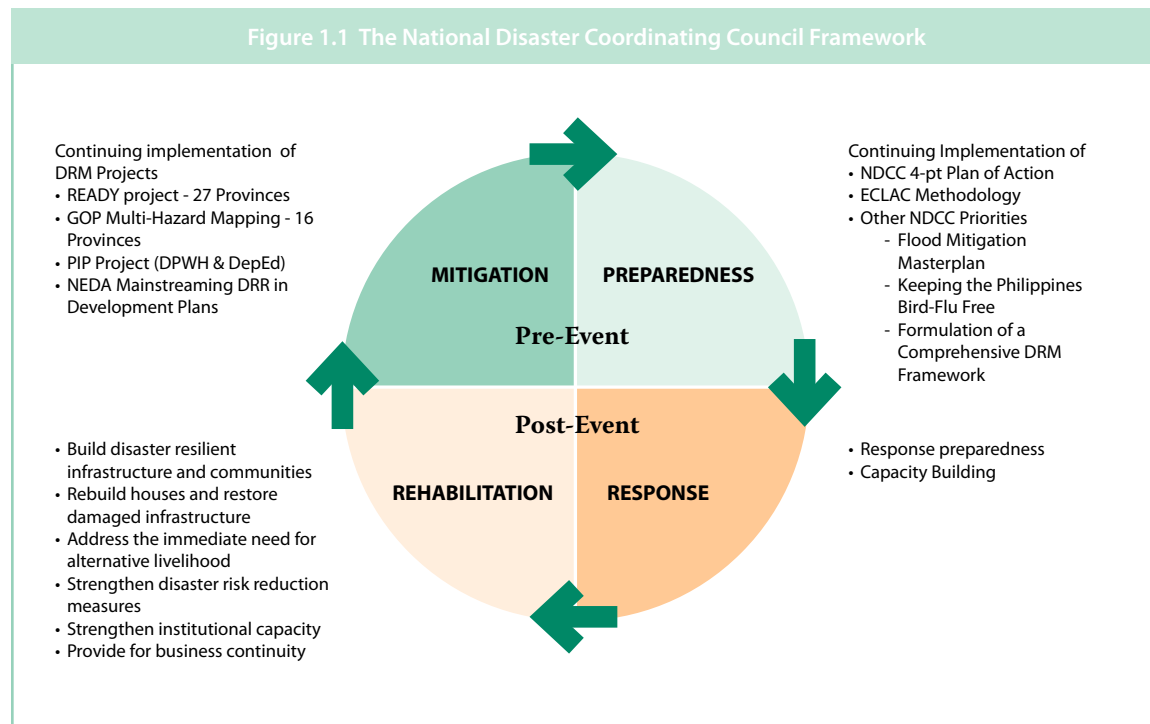 Figure 1.1 The National Disaster Coordinating Council Framework
Continuing implementation of
DRM Projects
• READY project - 27 Provinces
• GOP Multi-Hazard Mapping - 16
Provinces
• PIP Project (DPWH & DepEd)
• NEDA Mainstreaming DRR in
Development Plans
Continuing Implementation of
• NDCC 4-pt Plan of Action
• ECLAC Methodology
• Other NDCC Priorities
- Flood Mitigation
Masterplan
- Keeping the Philippines
Bird-Flu Free
- Formulation of a
Comprehensive DRM
Framework
MITIGATION
PREPAREDNESS
Pre-Event
Post-Event
REHABILITATION
RESPONSE
• Build disaster resilient
infrastructure and communities
• Rebuild houses and restore
damaged infrastructure
• Address the immediate need for
alternative livelihood
• Strengthen disaster risk reduction
measures
• Strengthen institutional capacity
• Provide for business continuity
• Response preparedness
• Capacity Building